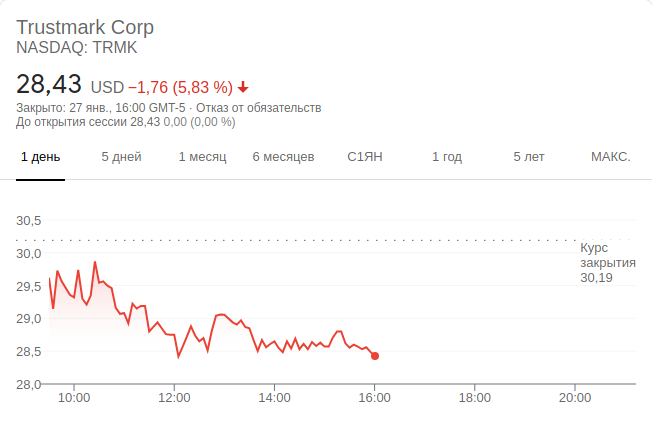 Trustmark Corp
NASDAQ: TRMK
28,43 USD −1,76 (5,83 %)
Закрыто: 27 янв., 16:00 GMT-5 · Отказ от обязательств
До открытия сессии 28,43 0,00 (0,00 %)
1 день 5 дней 1 месяц 6 месяцев С1ЯН 1 год 5 лет МАКС.
30,5
Курс
30,0
закрытия
30,19
29,5
29,0
28,5
28,0
10:00 12:00 14:00 16:00 18:00 20:00